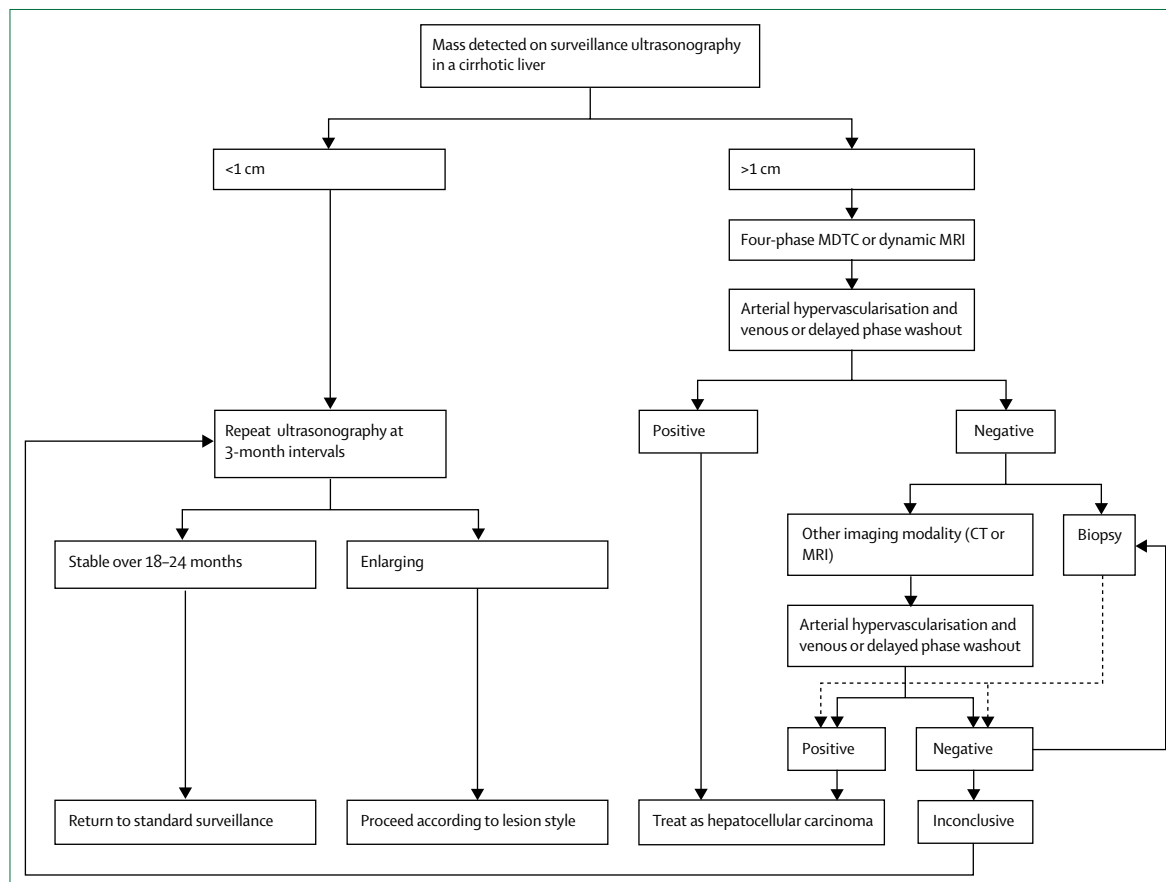 Mass detected on surveillance ultrasonography
in a cirrhotic liver
<1 cm
>1 cm
Four-phase MDTC or dynamic MRI
Arterial hypervascularisation and
venous or delayed phase washout
Positive
Negative
Repeat ultrasonography at
3-month intervals
Other imaging modality (CT or
MRI)
Biopsy
Stable over 18–24 months
Enlarging
Arterial hypervascularisation and
venous or delayed phase washout
Positive
Negative
Return to standard surveillance
Proceed according to lesion style
Treat as hepatocellular carcinoma
Inconclusive